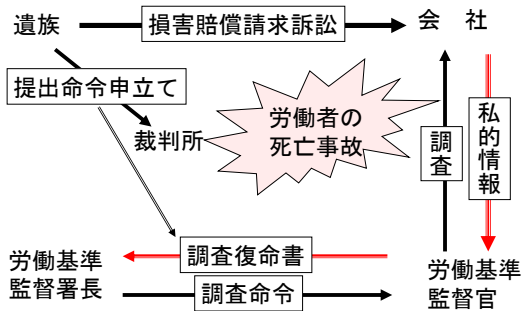 遺族
損害賠償請求訴訟
会 社
提出命令申立て
裁判所
労働者の
死亡事故
調査
私的情報
調査復命書
労働基準
監督署長
調査命令
労働基準
監督官